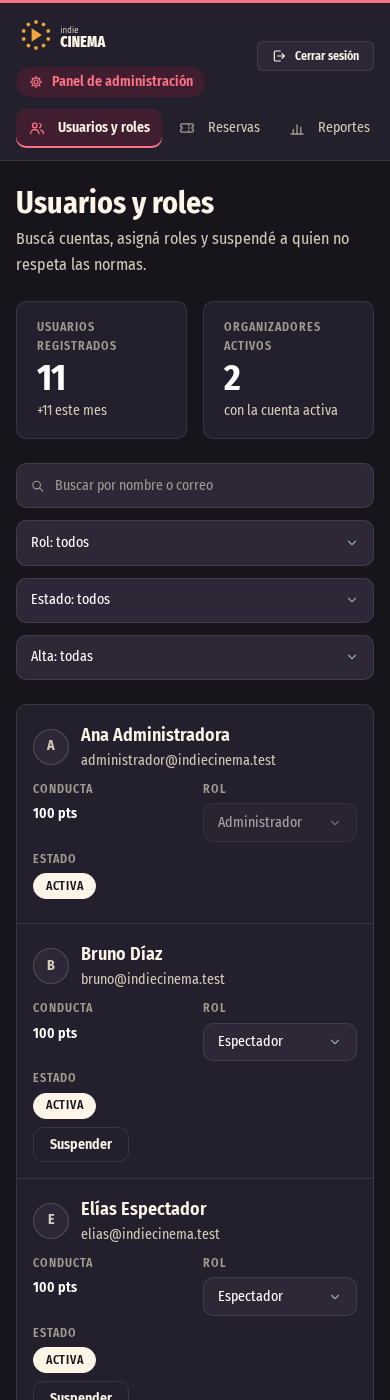 indie
CINEMA
Cerrar sesión
Panel de administración
Usuarios y roles
Reservas
Reportes
Usuarios y roles
Buscá cuentas, asigná roles y suspendé a quien no
respeta las normas.
USUARIOS
REGISTRADOS
11
+11 este mes
ORGANIZADORES
ACTIVOS
2
con la cuenta activa
Buscar por nombre o correo
Rol: todos
Estado: todos
Alta: todas
A
Ana Administradora
administrador@indiecinema.test
CONDUCTA
100 pts
ROL
Administrador
ESTADO
ACTIVA
B
Bruno Díaz
bruno@indiecinema.test
CONDUCTA
100 pts
ROL
Espectador
ESTADO
ACTIVA
Suspender
E
Elías Espectador
elias@indiecinema.test
CONDUCTA
100 pts
ROL
Espectador
ESTADO
ACTIVA
Suspender